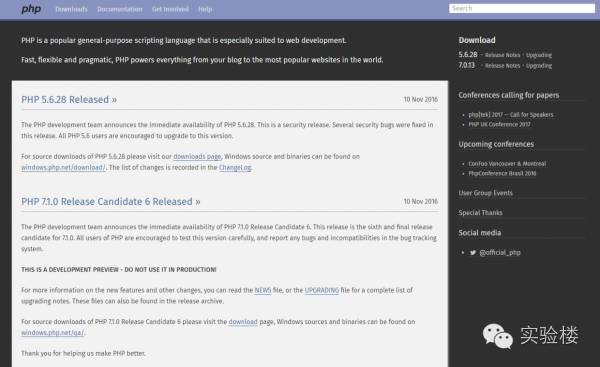 php
Downloads Documentation Get Involved Help
Search
PHP is a popular general-purpose scripting language that is especially suited to web development.
Fast, flexible and pragmatic, PHP powers everything from your blog to the most popular websites in the world.
PHP 5.6.28 Released »
10 Nov 2016
The PHP development team announces the immediate availability of PHP 5.6.28. This is a security release. Several security bugs were fixed in
this release. All PHP 5.6 users are encouraged to upgrade to this version.
For source downloads of PHP 5.6.28 please visit our downloads page, Windows source and binaries can be found on
windows.php.net/download/. The list of changes is recorded in the ChangeLog.
PHP 7.1.0 Release Candidate 6 Released »
10 Nov 2016
The PHP development team announces the immediate availability of PHP 7.1.0 Release Candidate 6. This release is the sixth and final release
candidate for 7.1.0. All users of PHP are encouraged to test this version carefully, and report any bugs and incompatibilities in the bug tracking
system.
THIS IS A DEVELOPMENT PREVIEW - DO NOT USE IT IN PRODUCTION!
For more information on the new features and other changes, you can read the NEWS file, or the UPGRADING file for a complete list of
upgrading notes. These files can also be found in the release archive.
For source downloads of PHP 7.1.0 Release Candidate 6 please visit the download page, Windows sources and binaries can be found on
windows.php.net/qa/.
Thank you for helping us make PHP better.
Download
5.6.28 · Release Notes · Upgrading
7.0.13 · Release Notes · Upgrading
Conferences calling for papers
php[tek] 2017 — Call for Speakers
PHP UK Conference 2017
Upcoming conferences
ConFoo Vancouver & Montreal
PhpConference Brasil 2016
User Group Events
Special Thanks
Social media
@official_php
实验楼